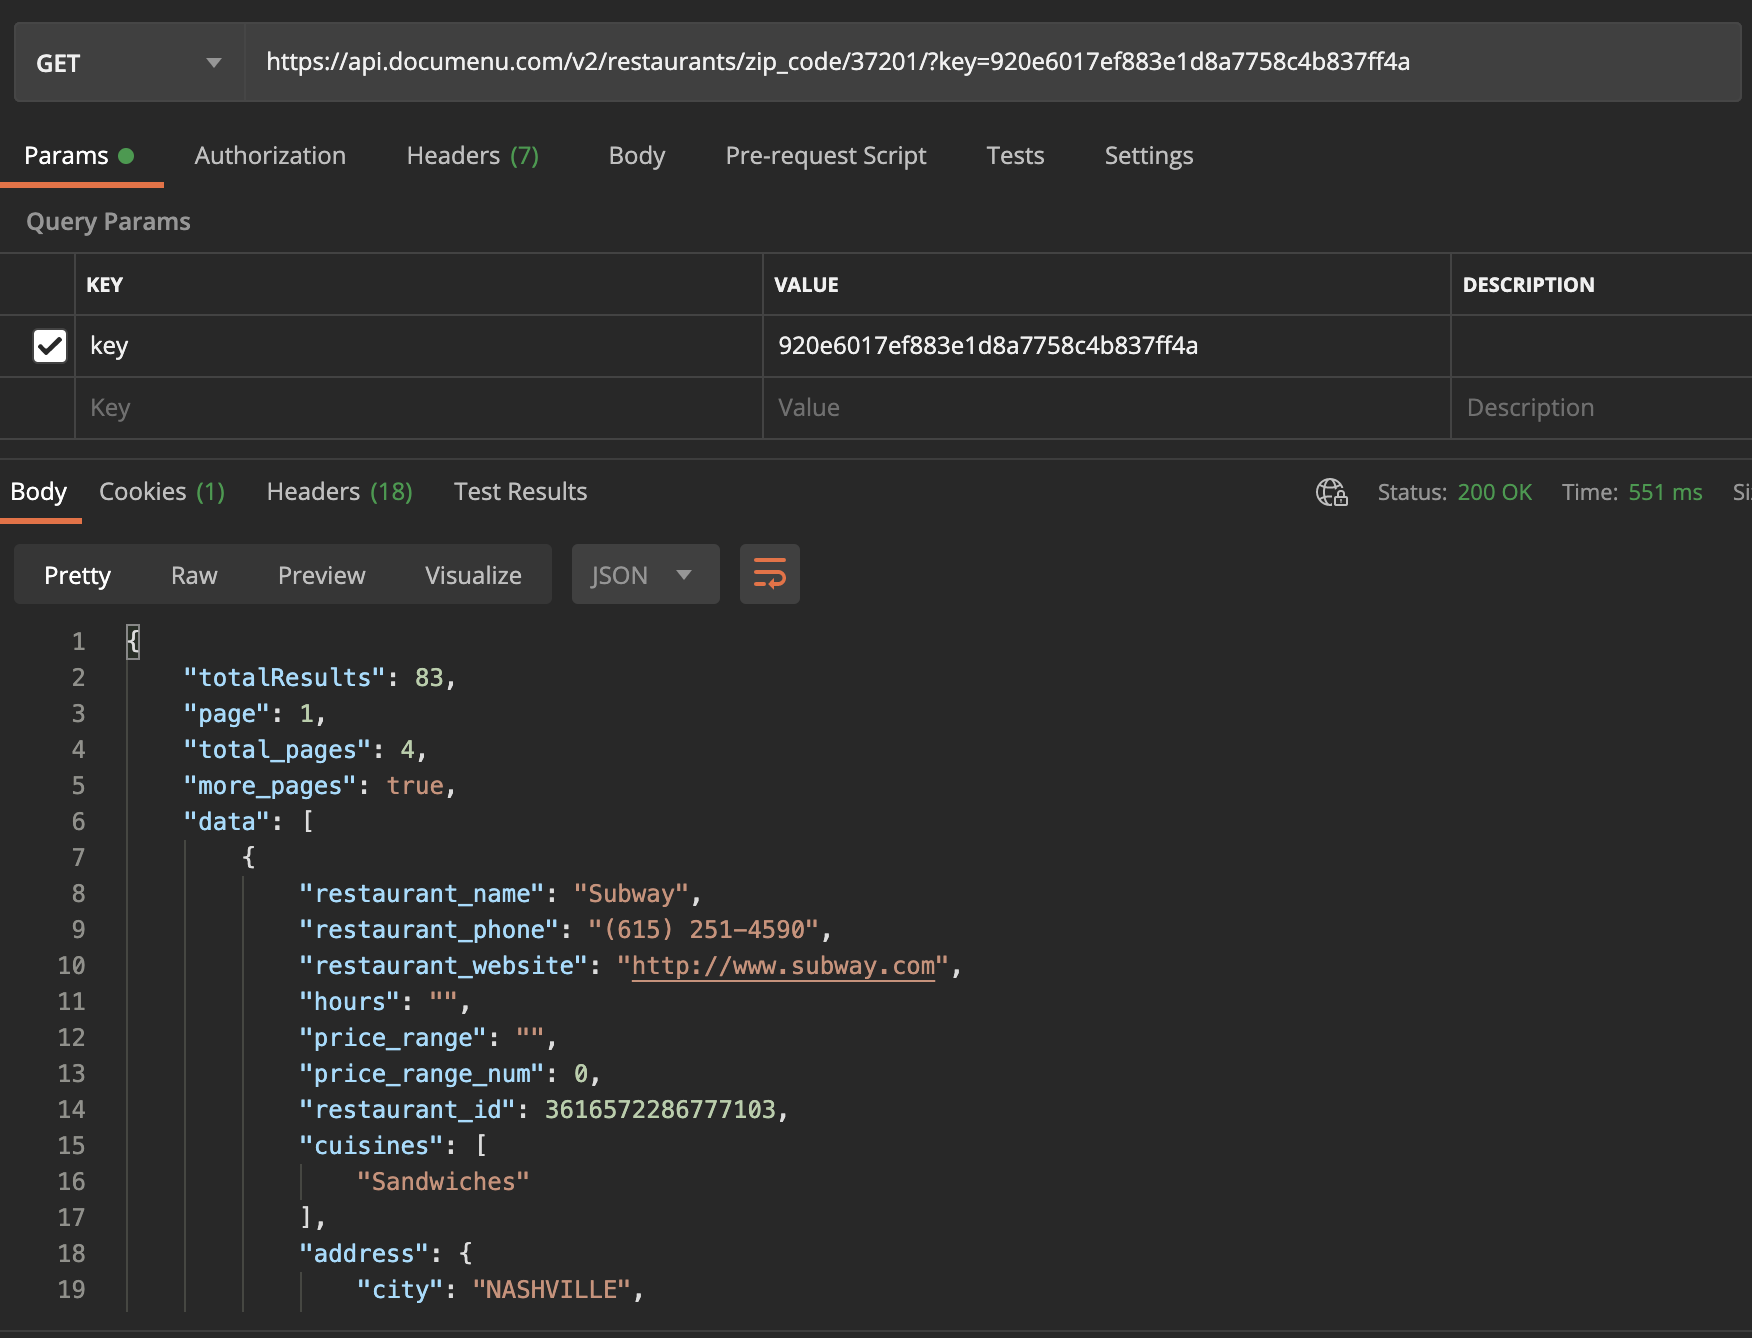 GET https://api.documenu.com/v2/restaurants/zip_code/37201/?key=920e6017ef883e1d8a7758c4b837ff4a
Params Authorization Headers (7) Body Pre-request Script Tests Settings
Query Params
KEY VALUE DESCRIPTION
key 920e6017ef883e1d8a7758c4b837ff4a
Key Value Description
Body Cookies (1) Headers (18) Test Results Status: 200 OK Time: 551 ms Si
Pretty Raw Preview Visualize JSON
1 {
2 "totalResults": 83,
3 "page": 1,
4 "total_pages": 4,
5 "more_pages": true,
6 "data": [
7 {
8 "restaurant_name": "Subway",
9 "restaurant_phone": "(615) 251-4590",
10 "restaurant_website": "http://www.subway.com",
11 "hours": "",
12 "price_range": "",
13 "price_range_num": 0,
14 "restaurant_id": 3616572286777103,
15 "cuisines": [
16 "Sandwiches"
17 ],
18 "address": {
19 "city": "NASHVILLE",